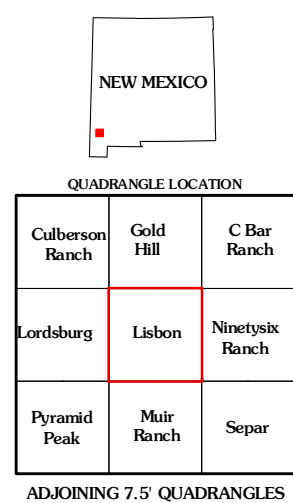 NEW MEXICO
QUADRANGLE LOCATION
Culberson
Ranch
Gold
Hill
C Bar
Ranch
Lordsburg
Lisbon
Ninetysix
Ranch
Pyramid
Peak
Muir
Ranch
Separ
ADJOINING 7.5' QUADRANGLES